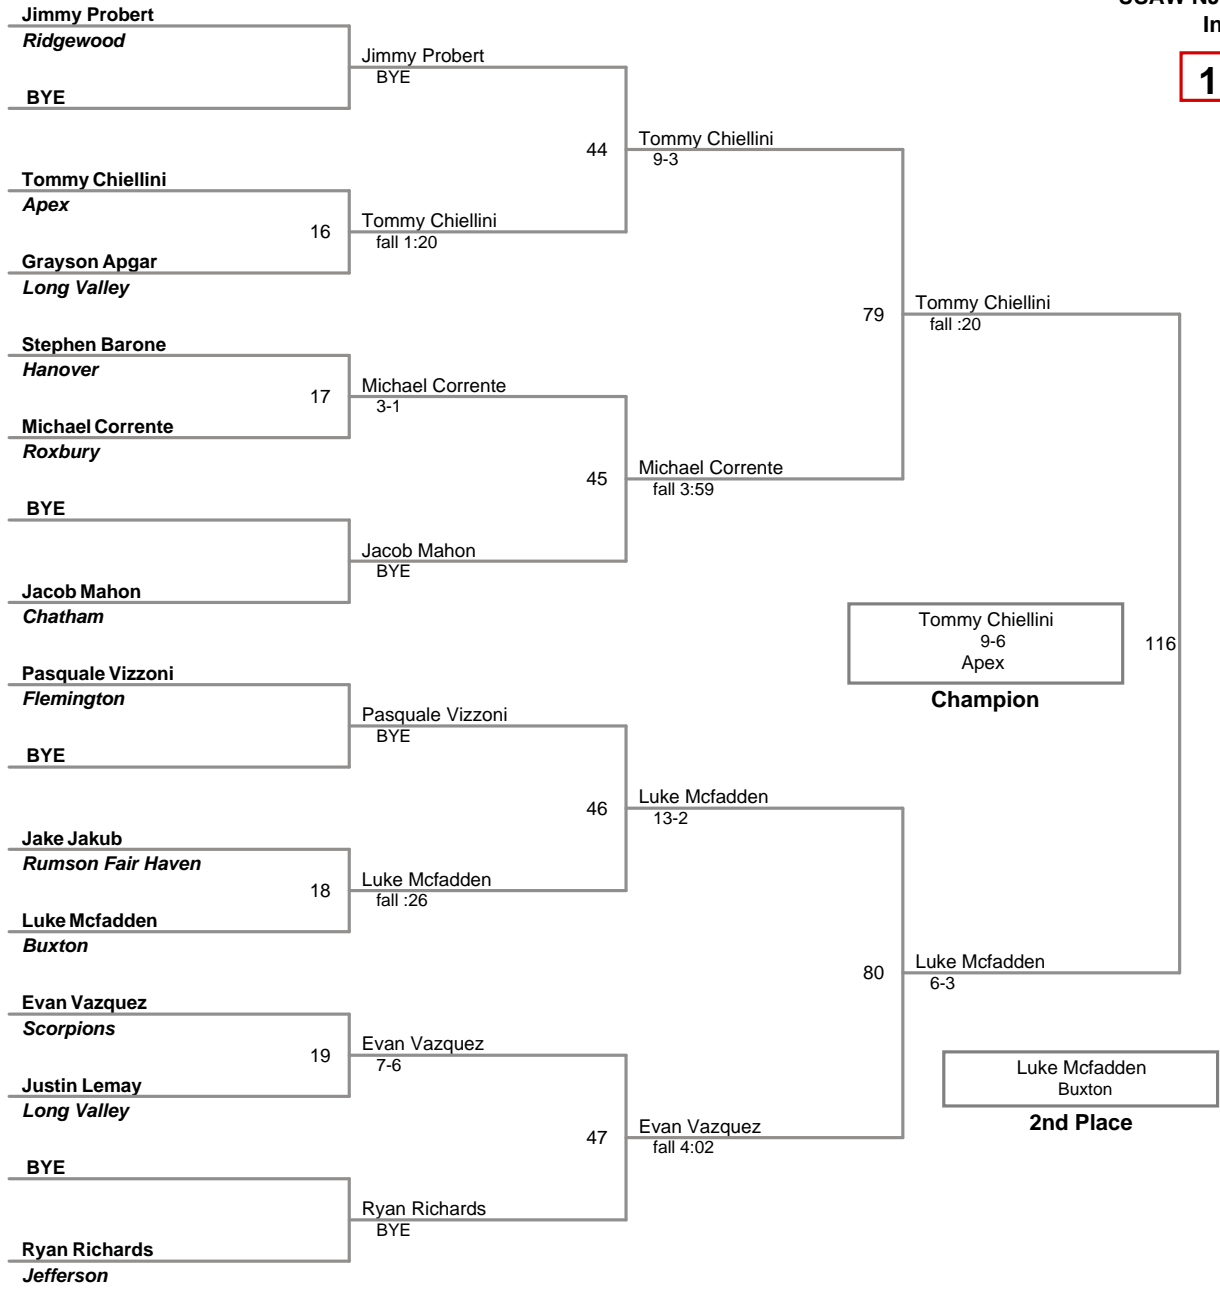 Jimmy Probert
Ridgewood
BYE
Tommy Chiellini
Apex
Grayson Apgar
Long Valley
Stephen Barone
Hanover
Michael Corrente
Roxbury
BYE
Jacob Mahon
Chatham
Pasquale Vizzoni
Flemington
BYE
Jake Jakub
Rumson Fair Haven
Luke Mcfadden
Buxton
Evan Vazquez
Scorpions
Justin Lemay
Long Valley
BYE
Ryan Richards
Jefferson
16
17
18
19
Jimmy Probert
BYE
Tommy Chiellini
fall 1:20
Michael Corrente
3-1
Jacob Mahon
BYE
Pasquale Vizzoni
BYE
Luke Mcfadden
fall :26
Evan Vazquez
7-6
Ryan Richards
BYE
44
45
46
47
Tommy Chiellini
9-3
Michael Corrente
fall 3:59
Luke Mcfadden
13-2
Evan Vazquez
fall 4:02
79
80
Tommy Chiellini
fall :20
Luke Mcfadden
6-3
116
Tommy Chiellini
9-6
Apex
Champion
Luke Mcfadden
Buxton
2nd Place
In
1